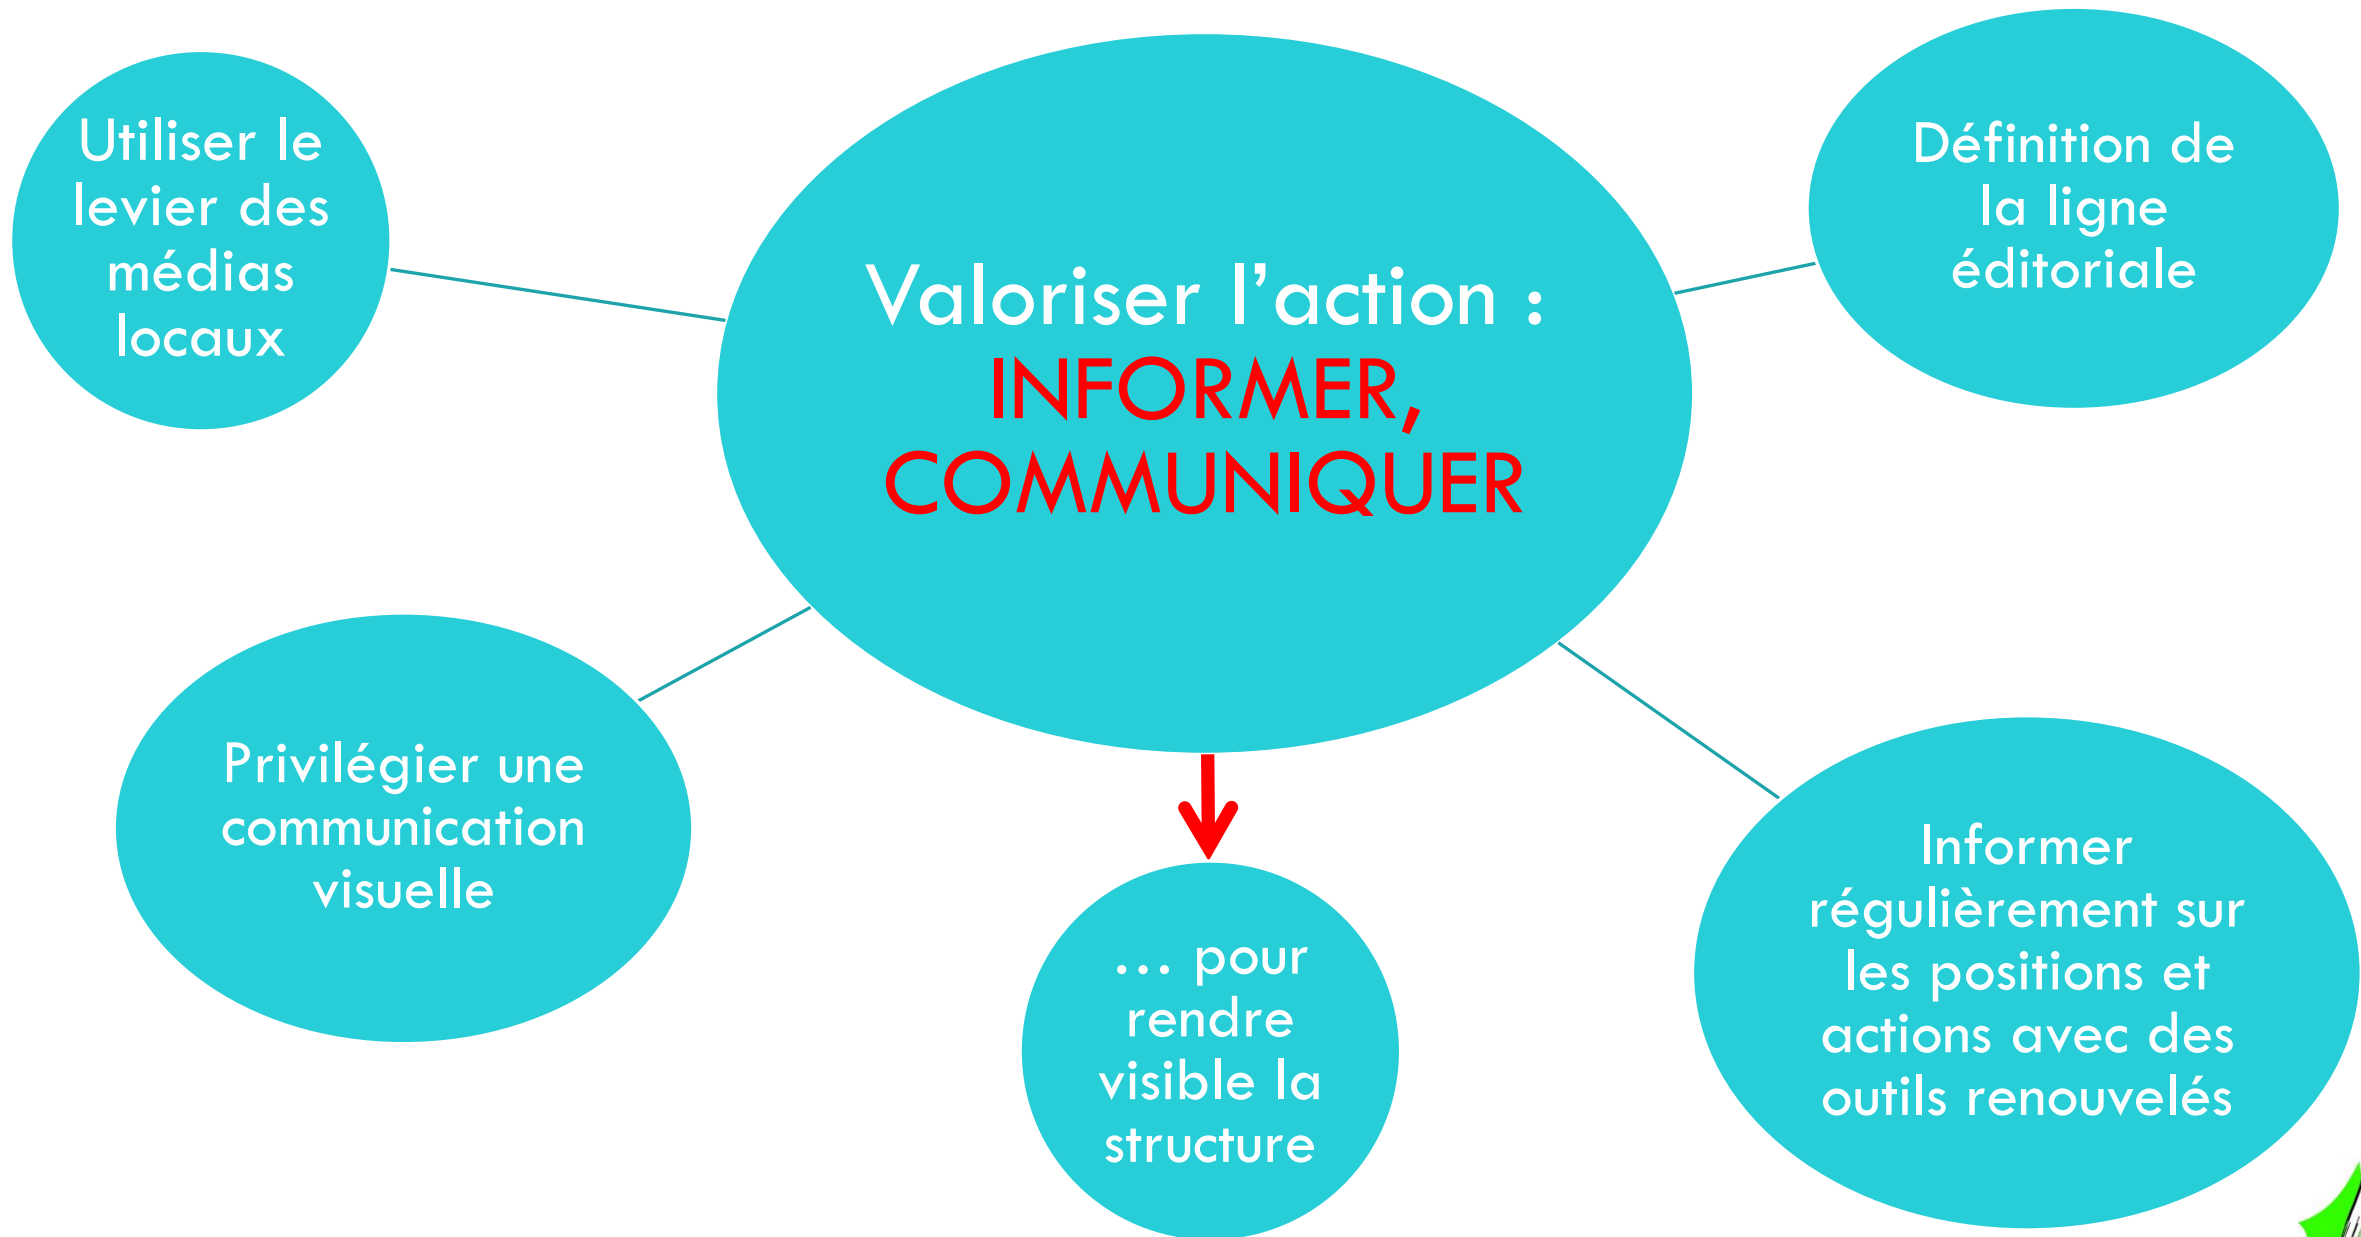 Utiliser le
levier des
médias
locaux
Valoriser l’action :
INFORMER,
COMMUNIQUER
Définition de
la ligne
éditoriale
Privilégier une
communication
visuelle
… pour
rendre
visible la
structure
Informer
régulièrement sur
les positions et
actions avec des
outils renouvelés